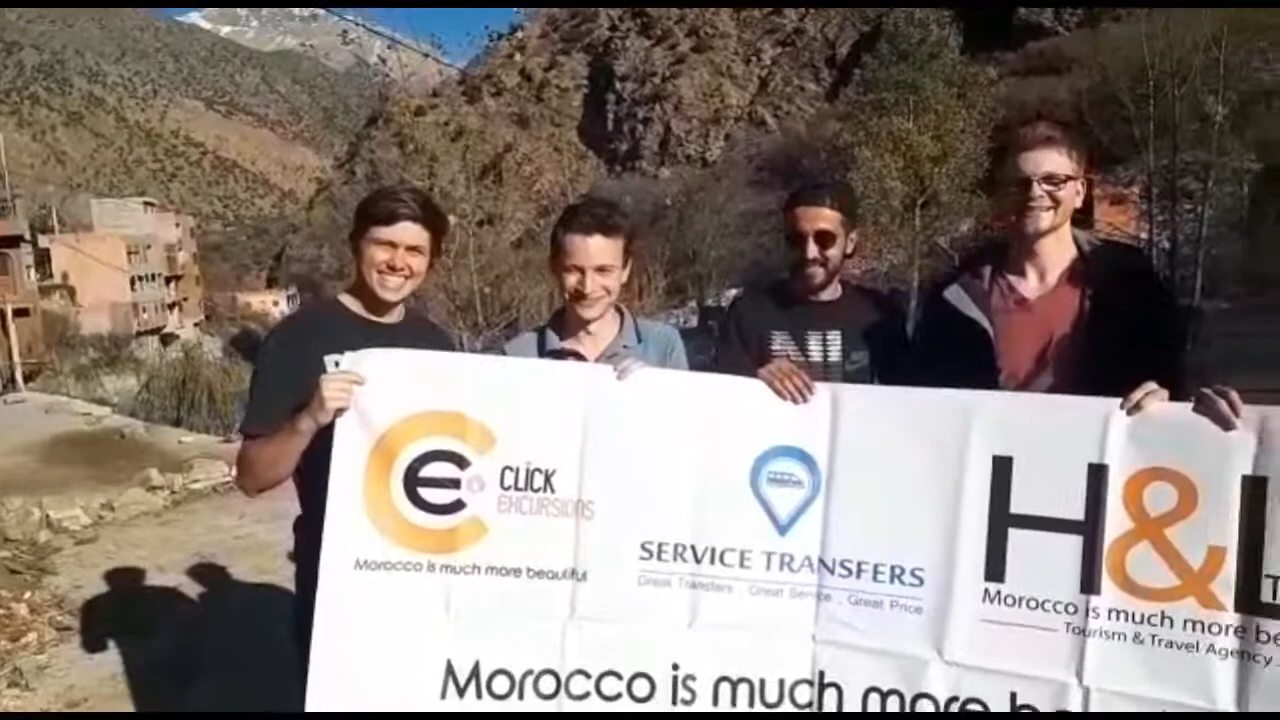 CE
CLICK
EXCURSIONS
Morocco is much more beautiful
SERVICE TRANSFERS
Great Transfers . Great Service . Great Price
H&L
Morocco is much more be
Tourism & Travel Agency
Morocco is much more b